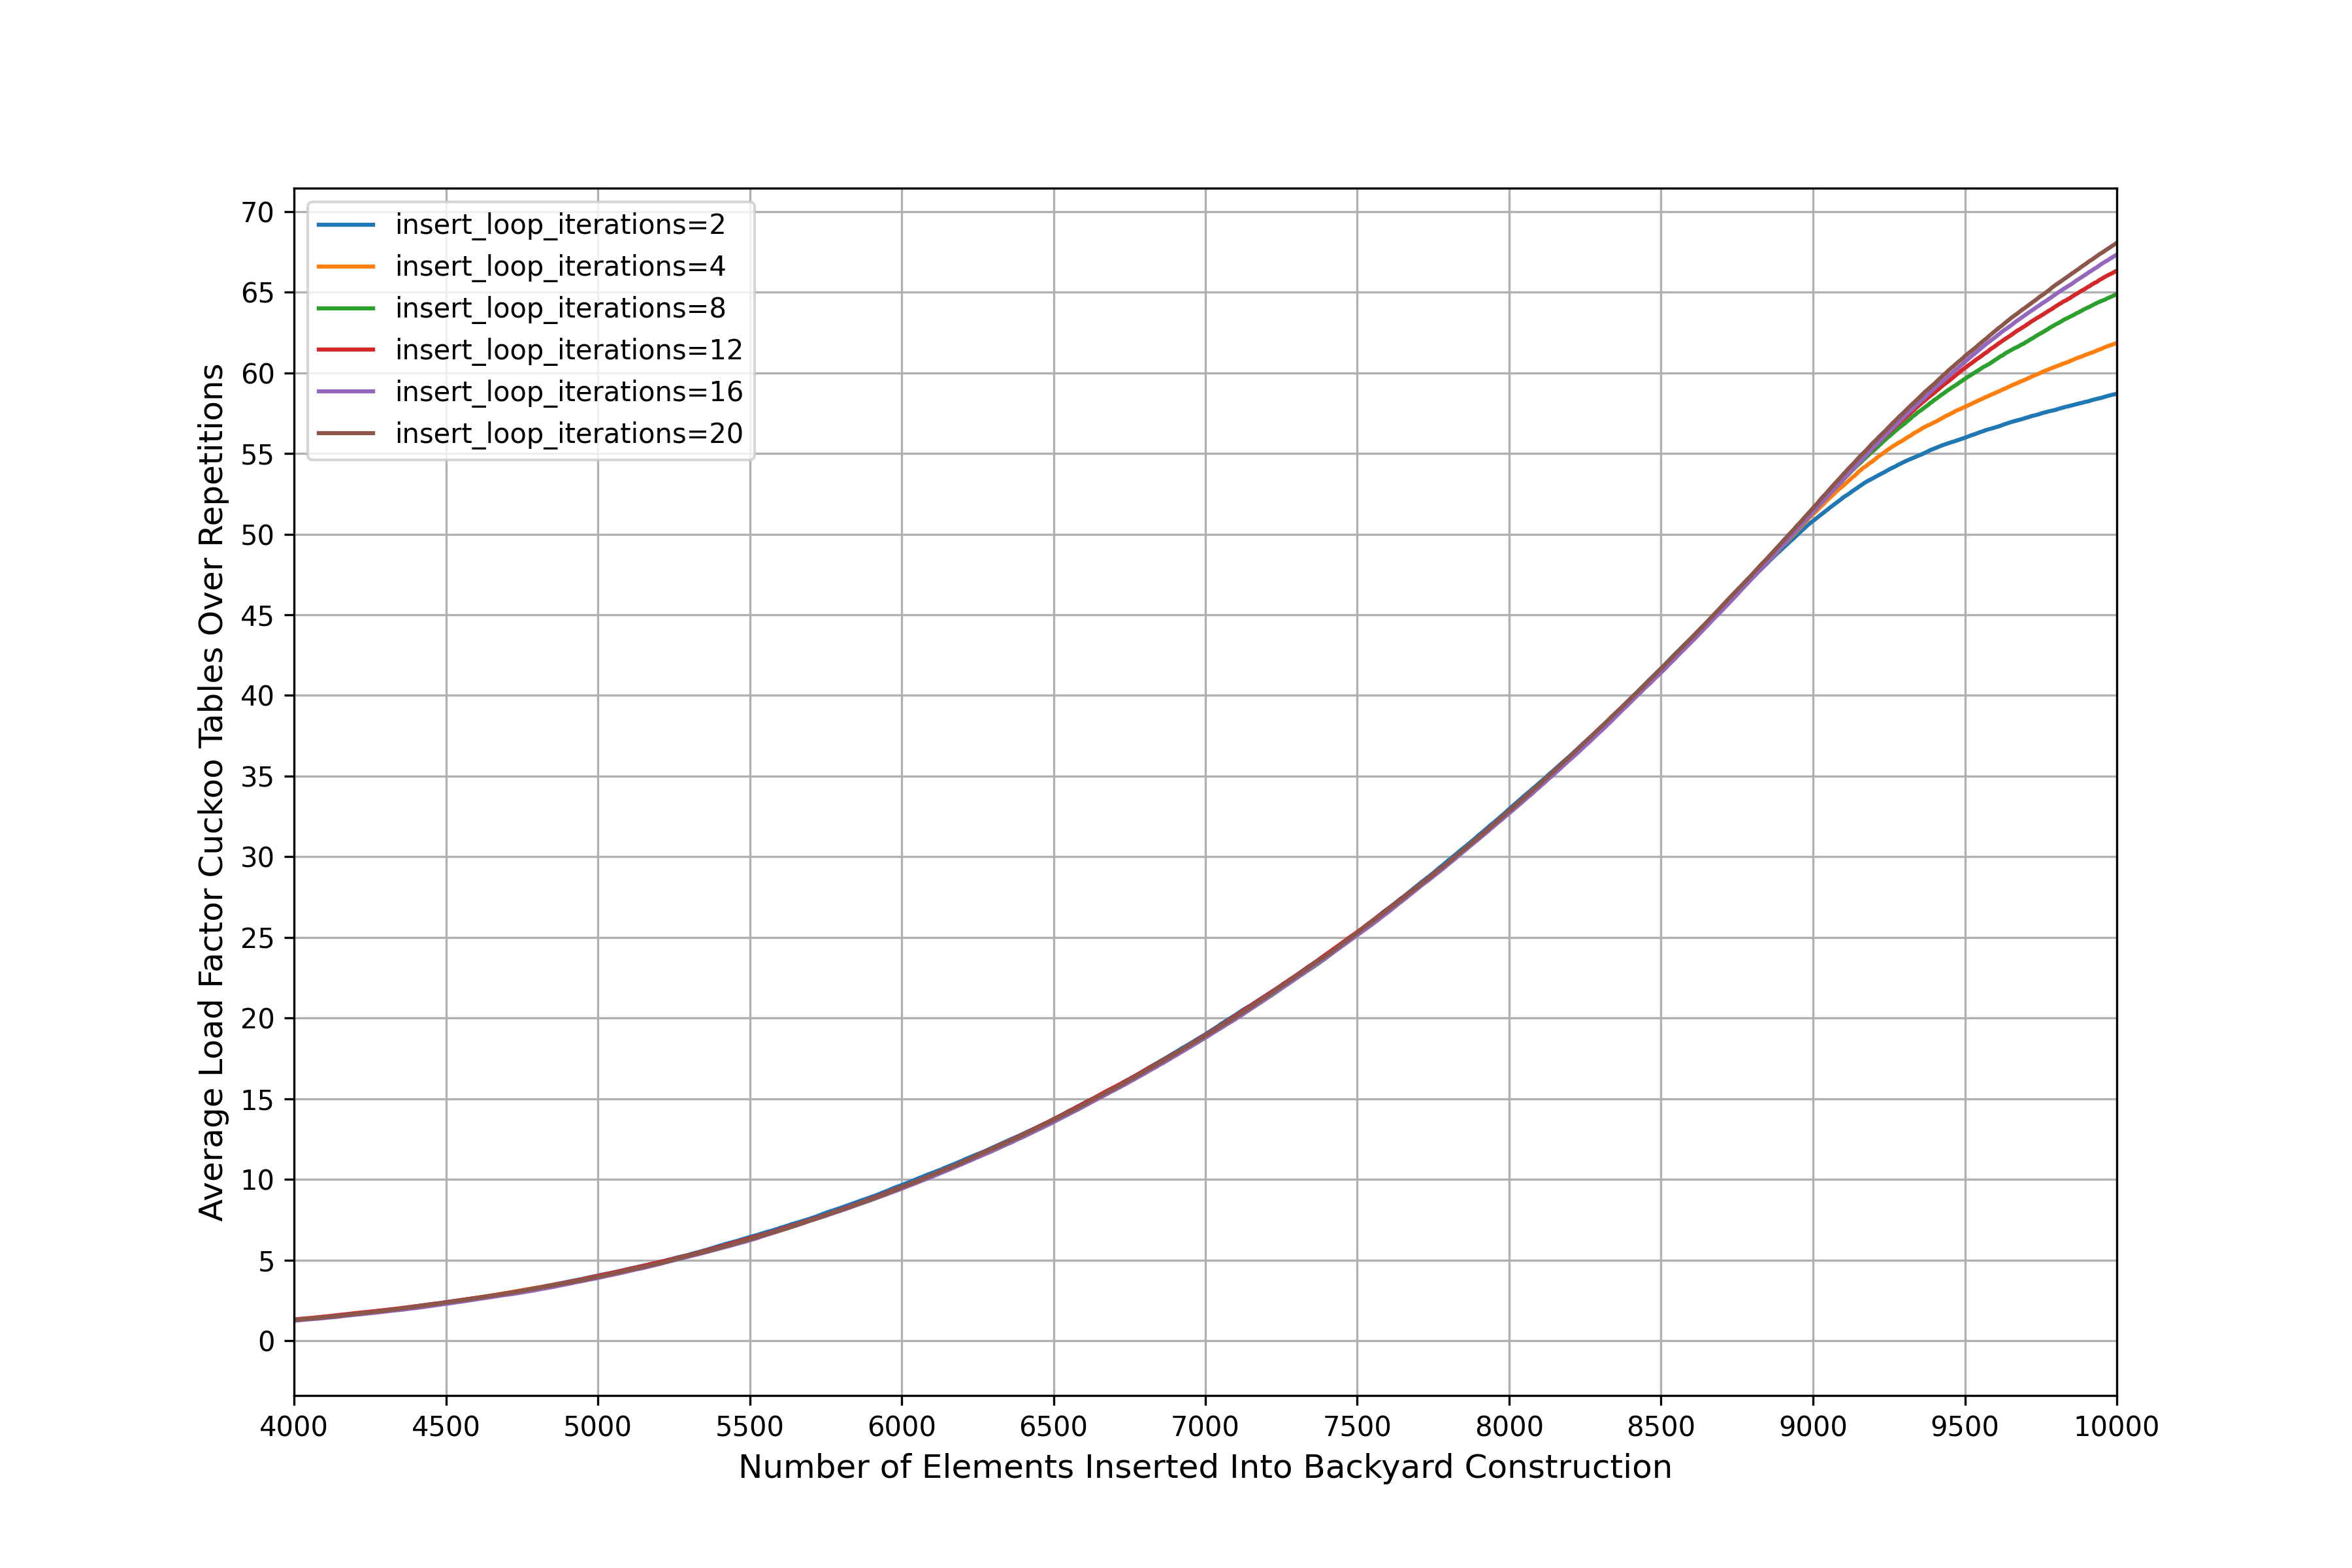 70
65
60
55
50
45
40
35
30
25
20
15
10
5
0
Average Load Factor Cuckoo Tables Over Repetitions
insert_loop_iterations=2
insert_loop_iterations=4
insert_loop_iterations=8
insert_loop_iterations=12
insert_loop_iterations=16
insert_loop_iterations=20
4000 4500 5000 5500 6000 6500 7000 7500 8000 8500 9000 9500 10000
Number of Elements Inserted Into Backyard Construction